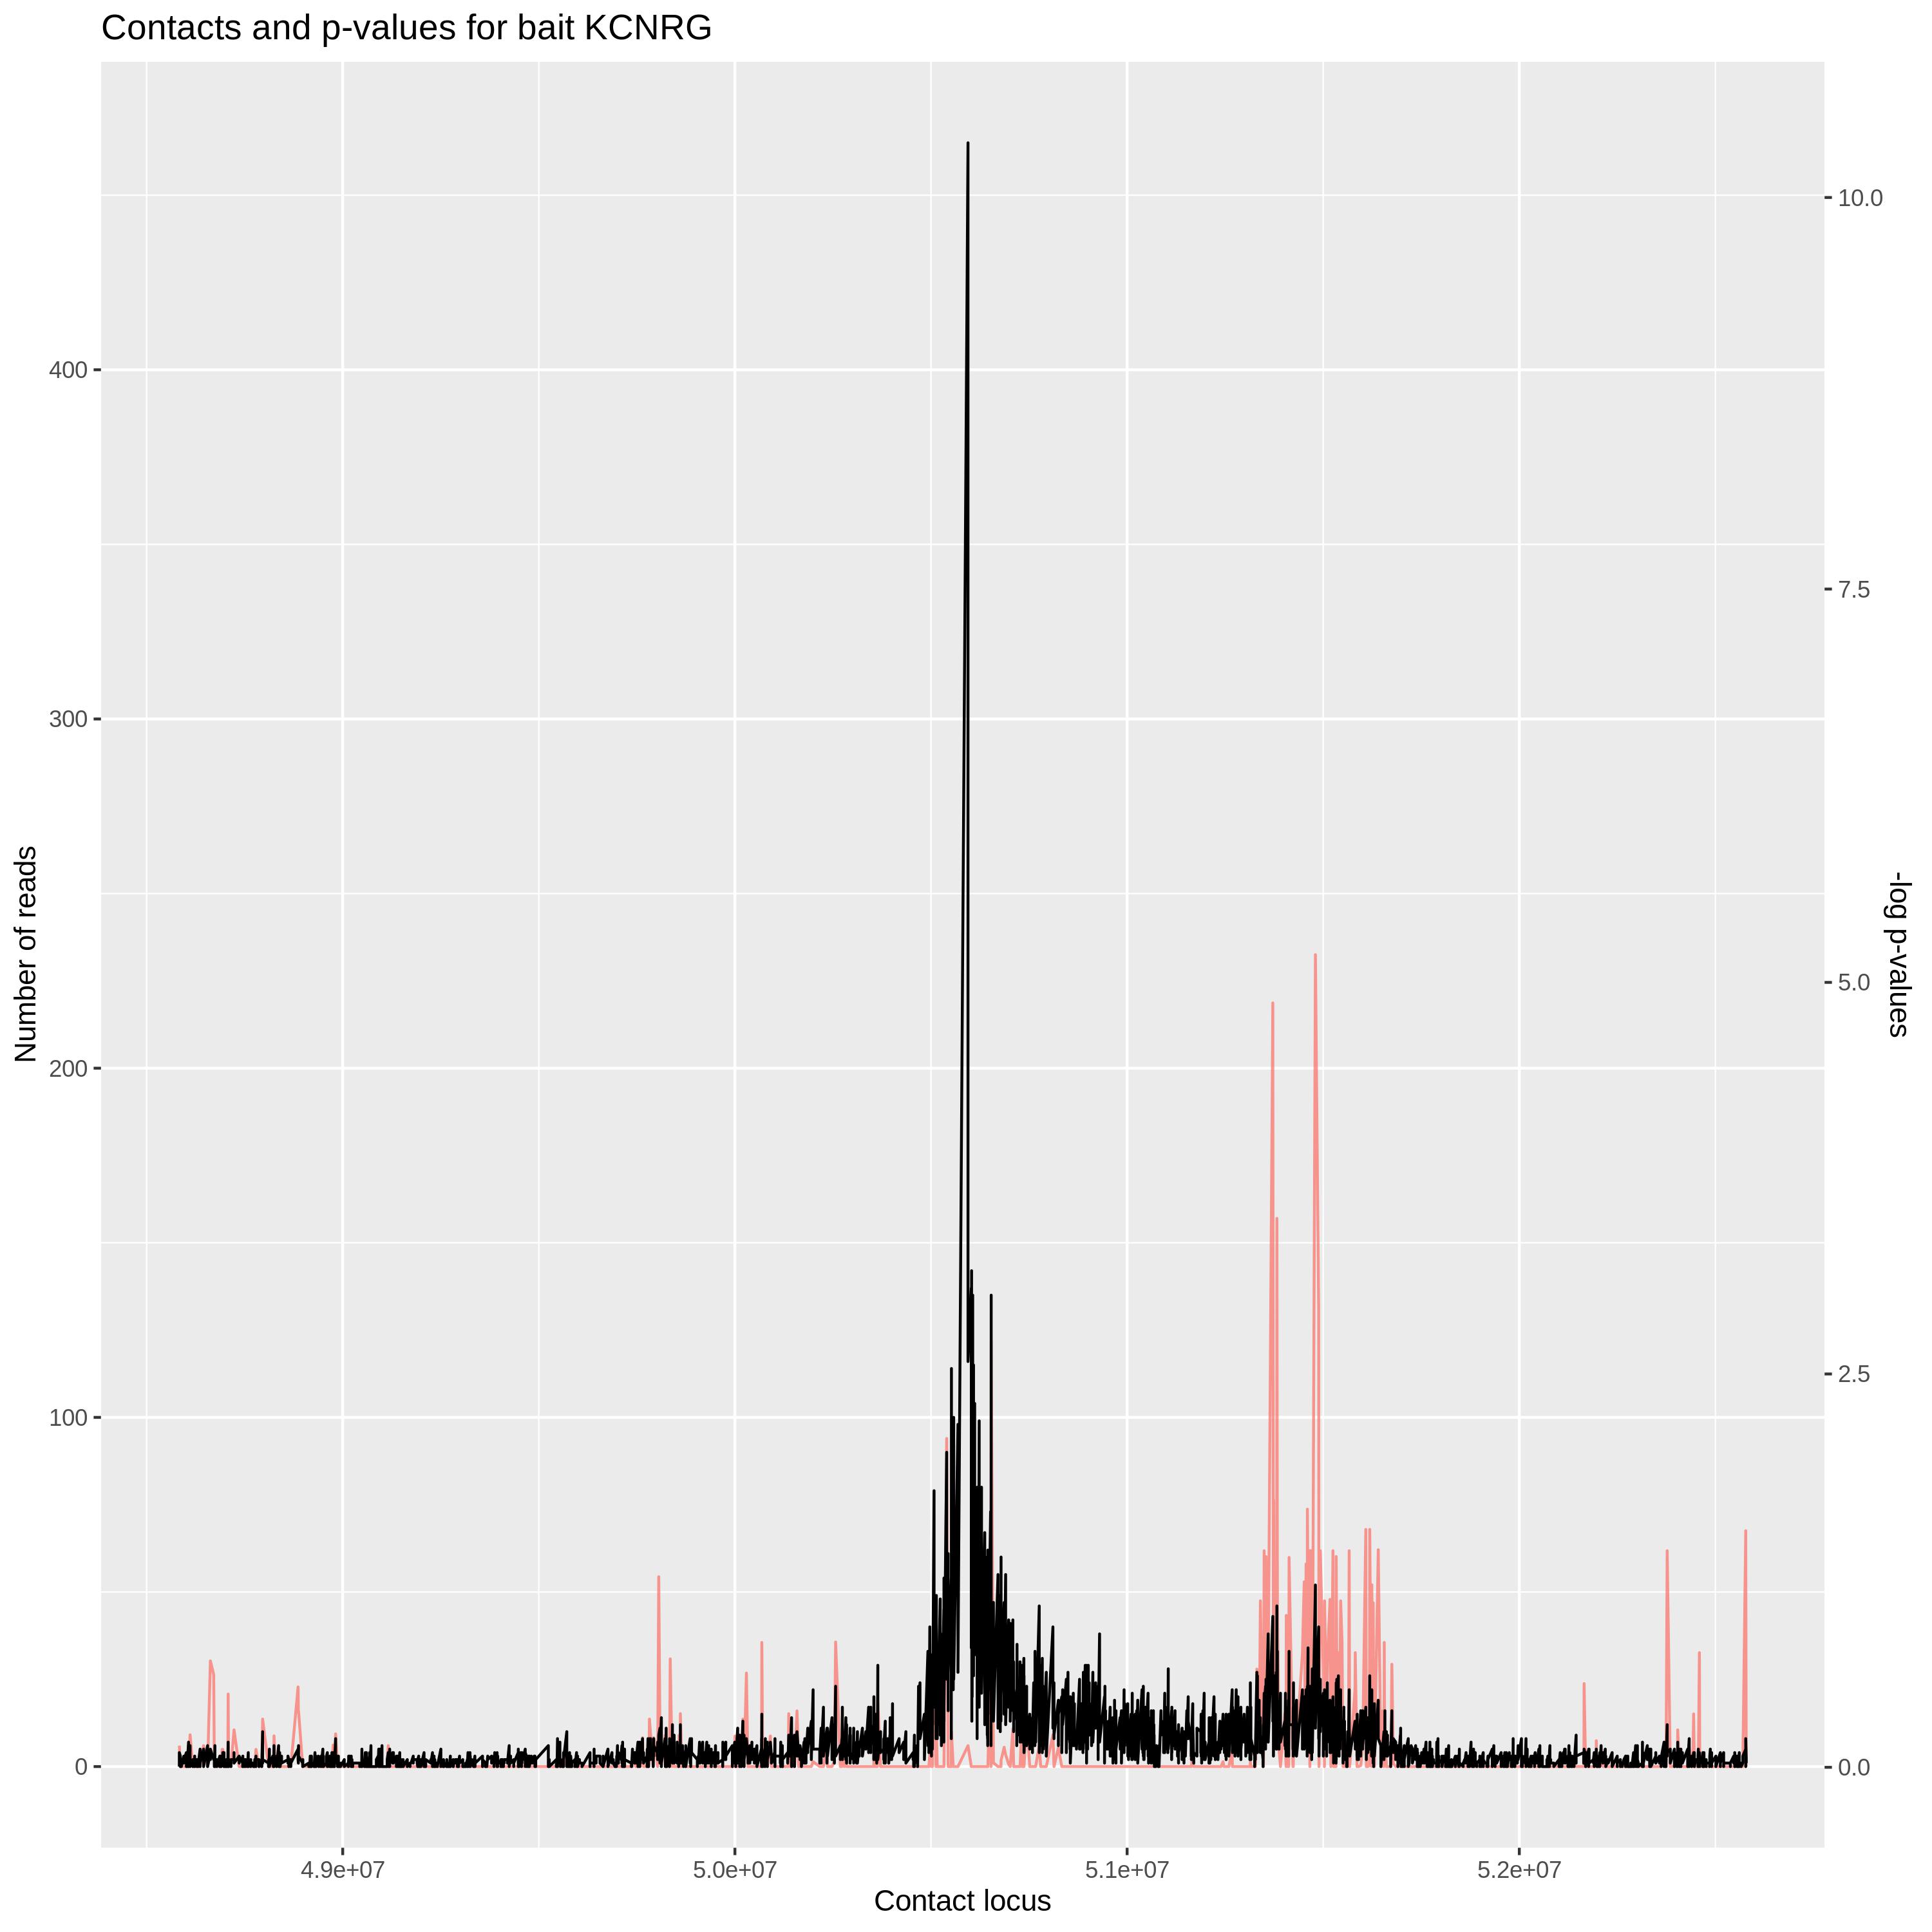 Contacts and p-values for bait KCNRG
Number of reads
400
300
200
100
0
10.0
7.5
5.0
2.5
0.0
-log p-values
4.9e+07
5.0e+07
5.1e+07
5.2e+07
Contact locus